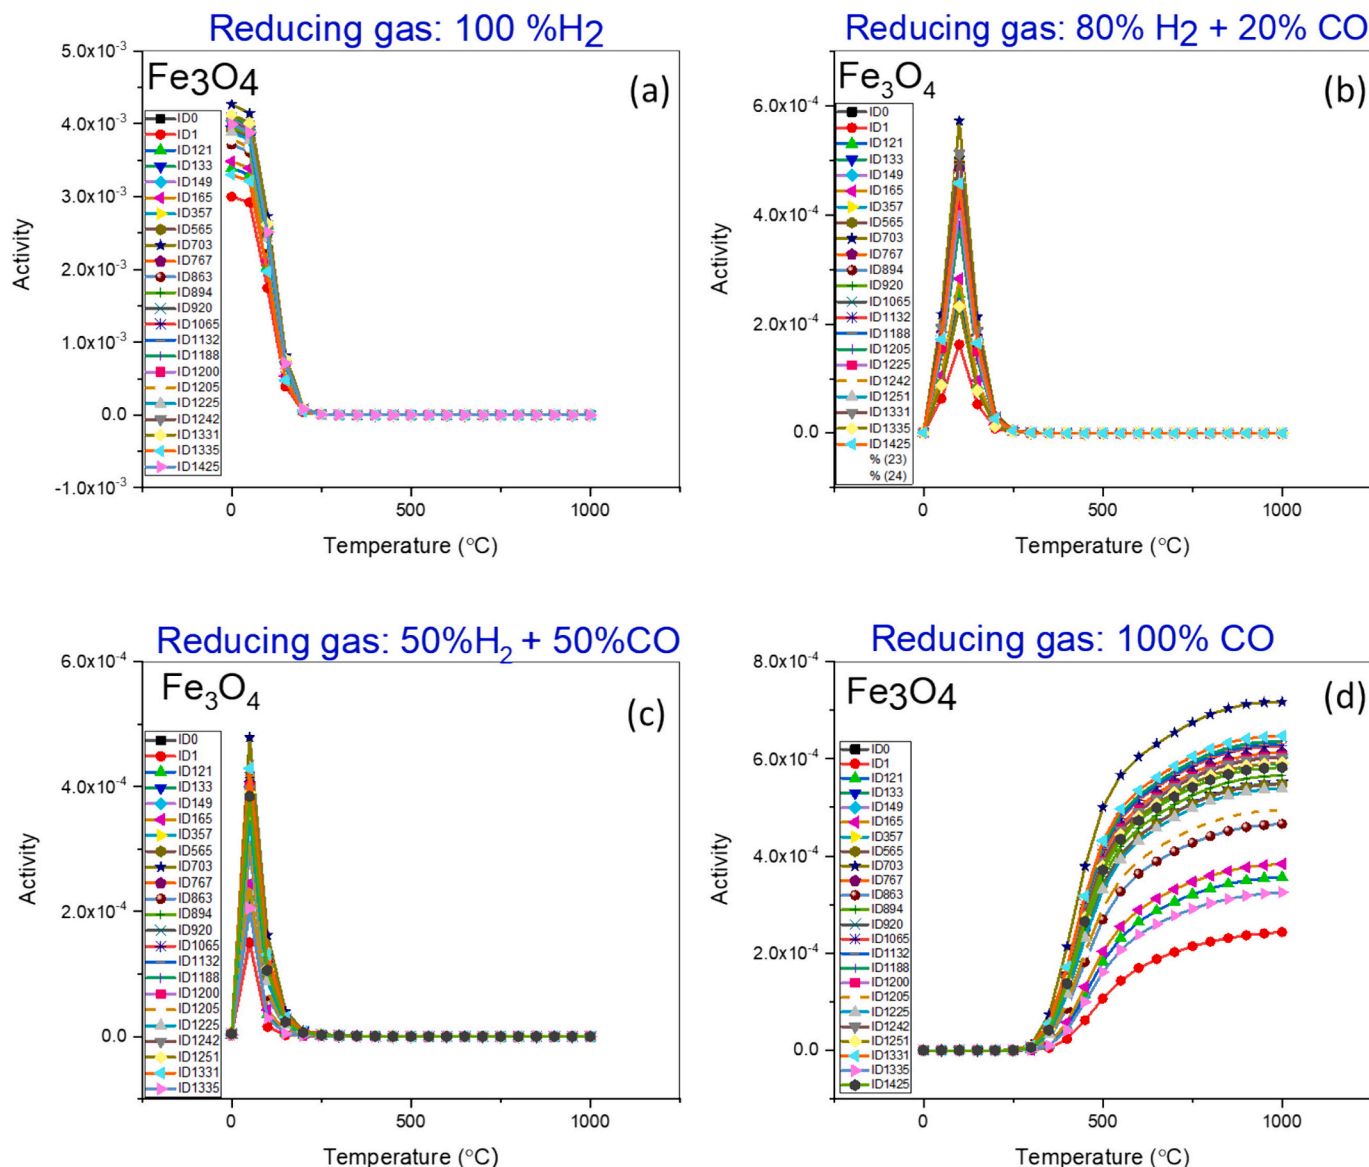 Reducing gas: 100 %H2
Fe3O4
(a)
5.0x10-3
4.0x10-3
3.0x10-3
2.0x10-3
1.0x10-3
0.0
-1.0x10-3
Activity
ID0
ID1
ID121
ID133
ID149
ID165
ID357
ID565
ID703
ID767
ID863
ID894
ID920
ID1065
ID1132
ID1188
ID1200
ID1205
ID1225
ID1242
ID1331
ID1335
ID1425
0
500
1000
Temperature (°C)
Reducing gas: 80% H2 + 20% CO
Fe3O4
(b)
6.0x10-4
4.0x10-4
2.0x10-4
0.0
Activity
ID0
ID1
ID121
ID133
ID149
ID165
ID357
ID565
ID703
ID767
ID894
ID920
ID1065
ID1132
ID1188
ID1205
ID1225
ID1242
ID1251
ID1331
ID1335
ID1425
% (23)
% (24)
0
500
1000
Temperature (°C)
Reducing gas: 50%H2 + 50%CO
Fe3O4
(c)
6.0x10-4
4.0x10-4
2.0x10-4
0.0
Activity
ID0
ID1
ID121
ID133
ID149
ID165
ID357
ID565
ID703
ID767
ID863
ID894
ID920
ID1065
ID1132
ID1188
ID1200
ID1205
ID1225
ID1242
ID1251
ID1331
ID1335
0
500
1000
Temperature (°C)
Reducing gas: 100% CO
Fe3O4
(d)
8.0x10-4
6.0x10-4
4.0x10-4
2.0x10-4
0.0
Activity
ID0
ID1
ID121
ID133
ID149
ID165
ID357
ID565
ID703
ID767
ID863
ID894
ID920
ID1065
ID1132
ID1188
ID1200
ID1205
ID1225
ID1242
ID1251
ID1331
ID1335
ID1425
0
500
1000
Temperature (°C)